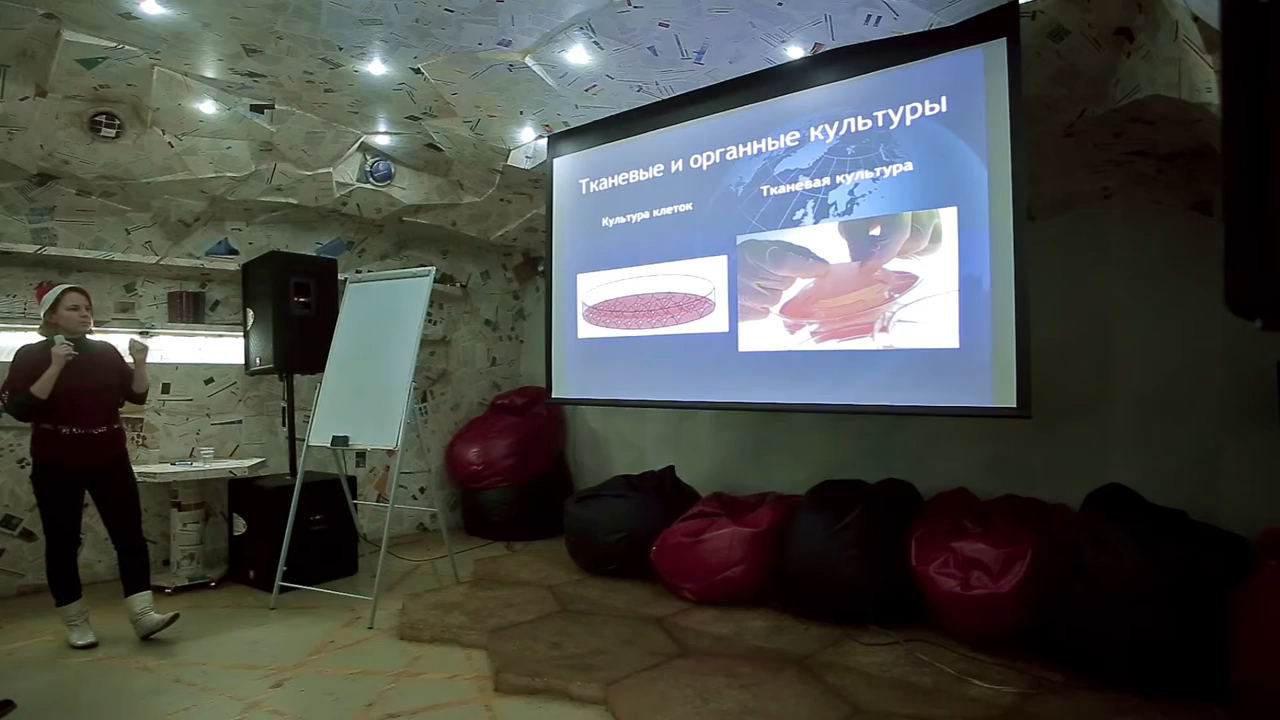 Тканевые и органные культуры
Культура клеток
Тканевая культура